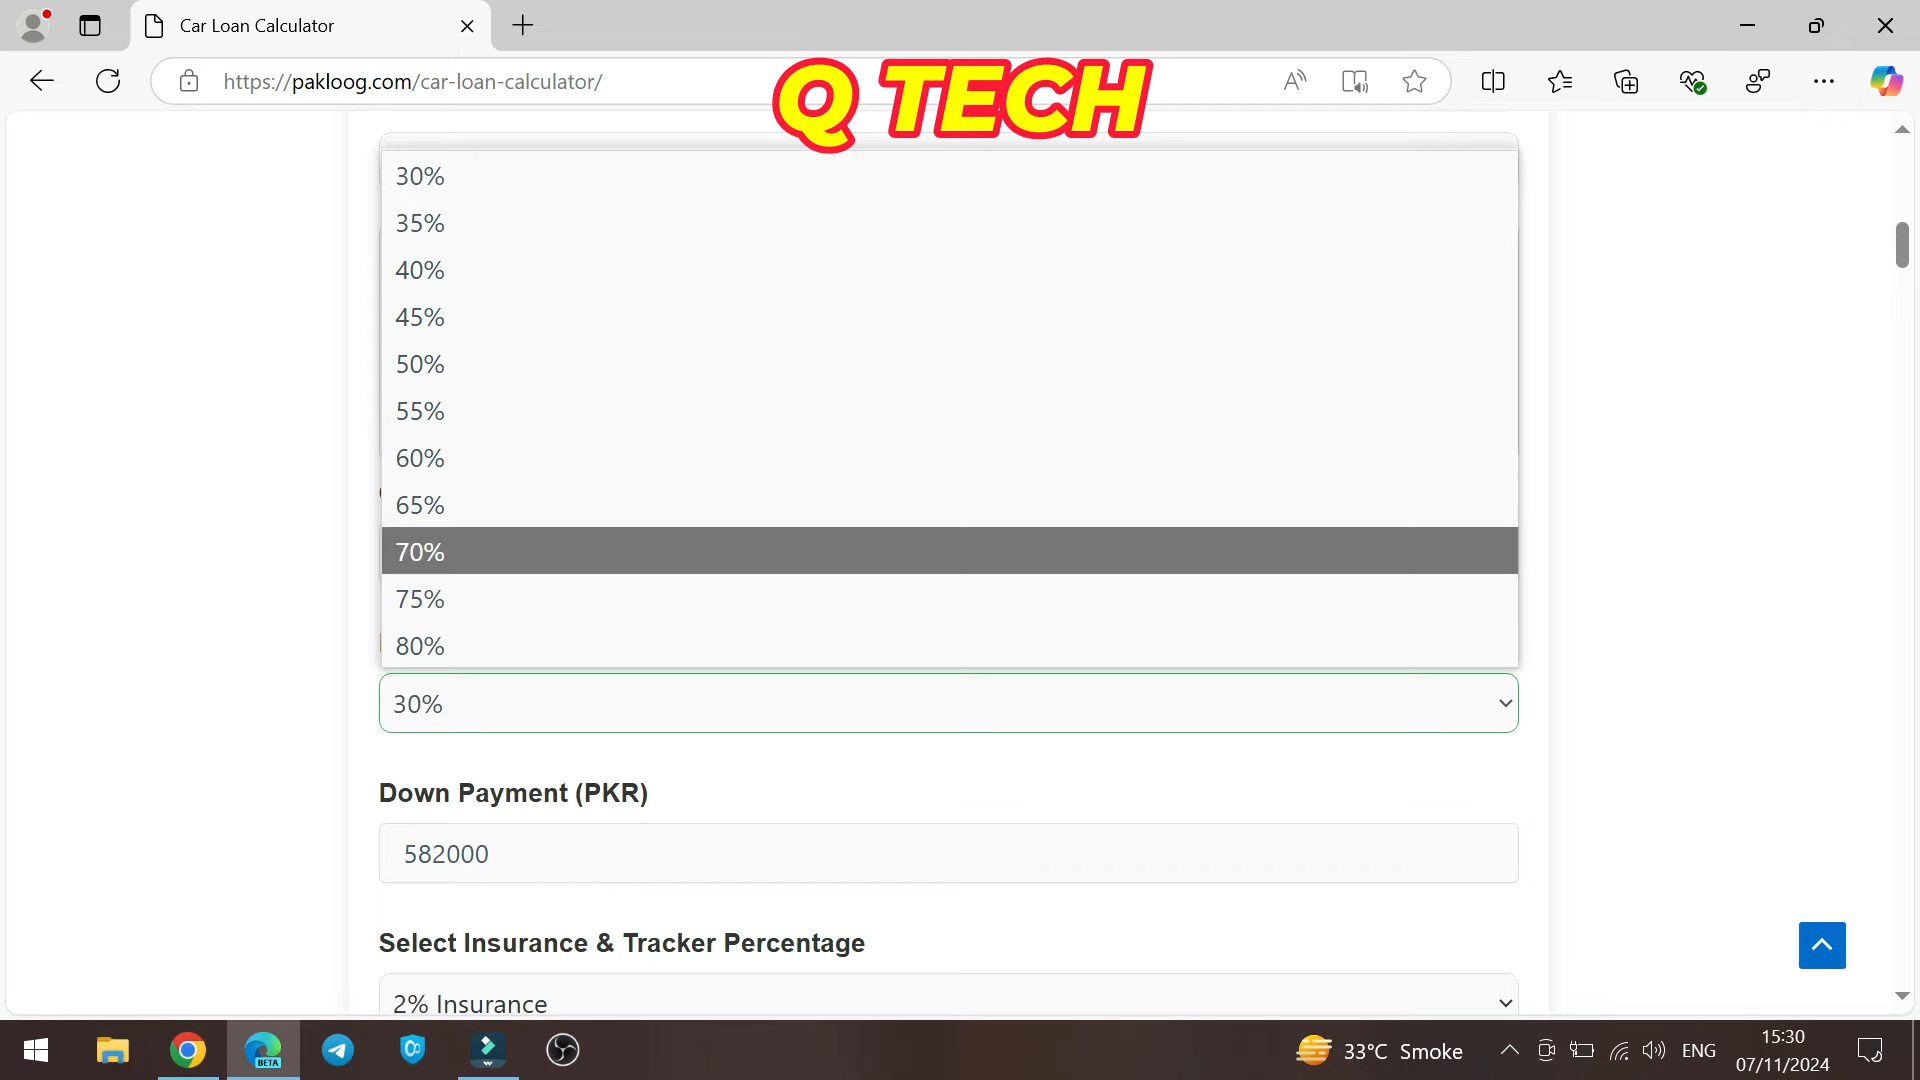 Car Loan Calculator
https://pakloog.com/car-loan-calculator/
Q TECH
30%
35%
40%
45%
50%
55%
60%
65%
70%
75%
80%
30%
Down Payment (PKR)
582000
Select Insurance & Tracker Percentage
2% Insurance
BETA
33°C Smoke
ENG
15:30
07/11/2024